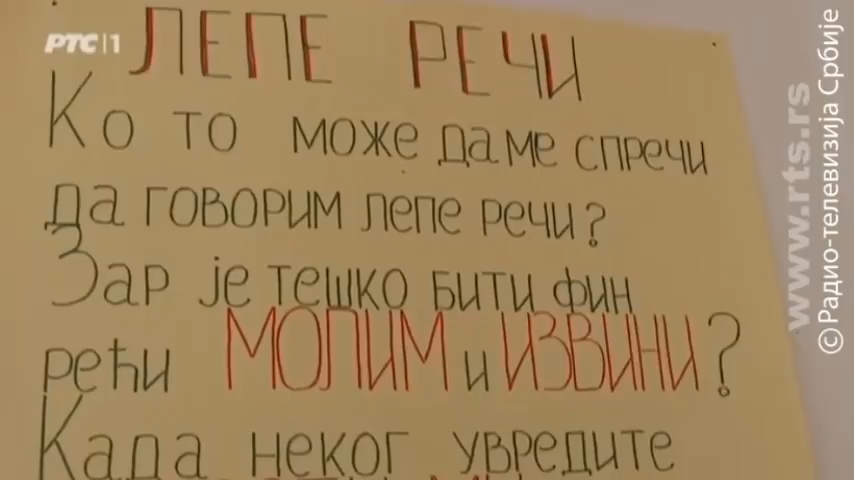 РТС|1
ЛЕПЕ РЕЧИ
Ко то може да ме спречи
да говорим лепе речи?
Зар је тешко бити фин
рећи МОЛИМ и ИЗВИНИ?
Када неког увредите
© Радио-телевизија Србије
www.rts.rs